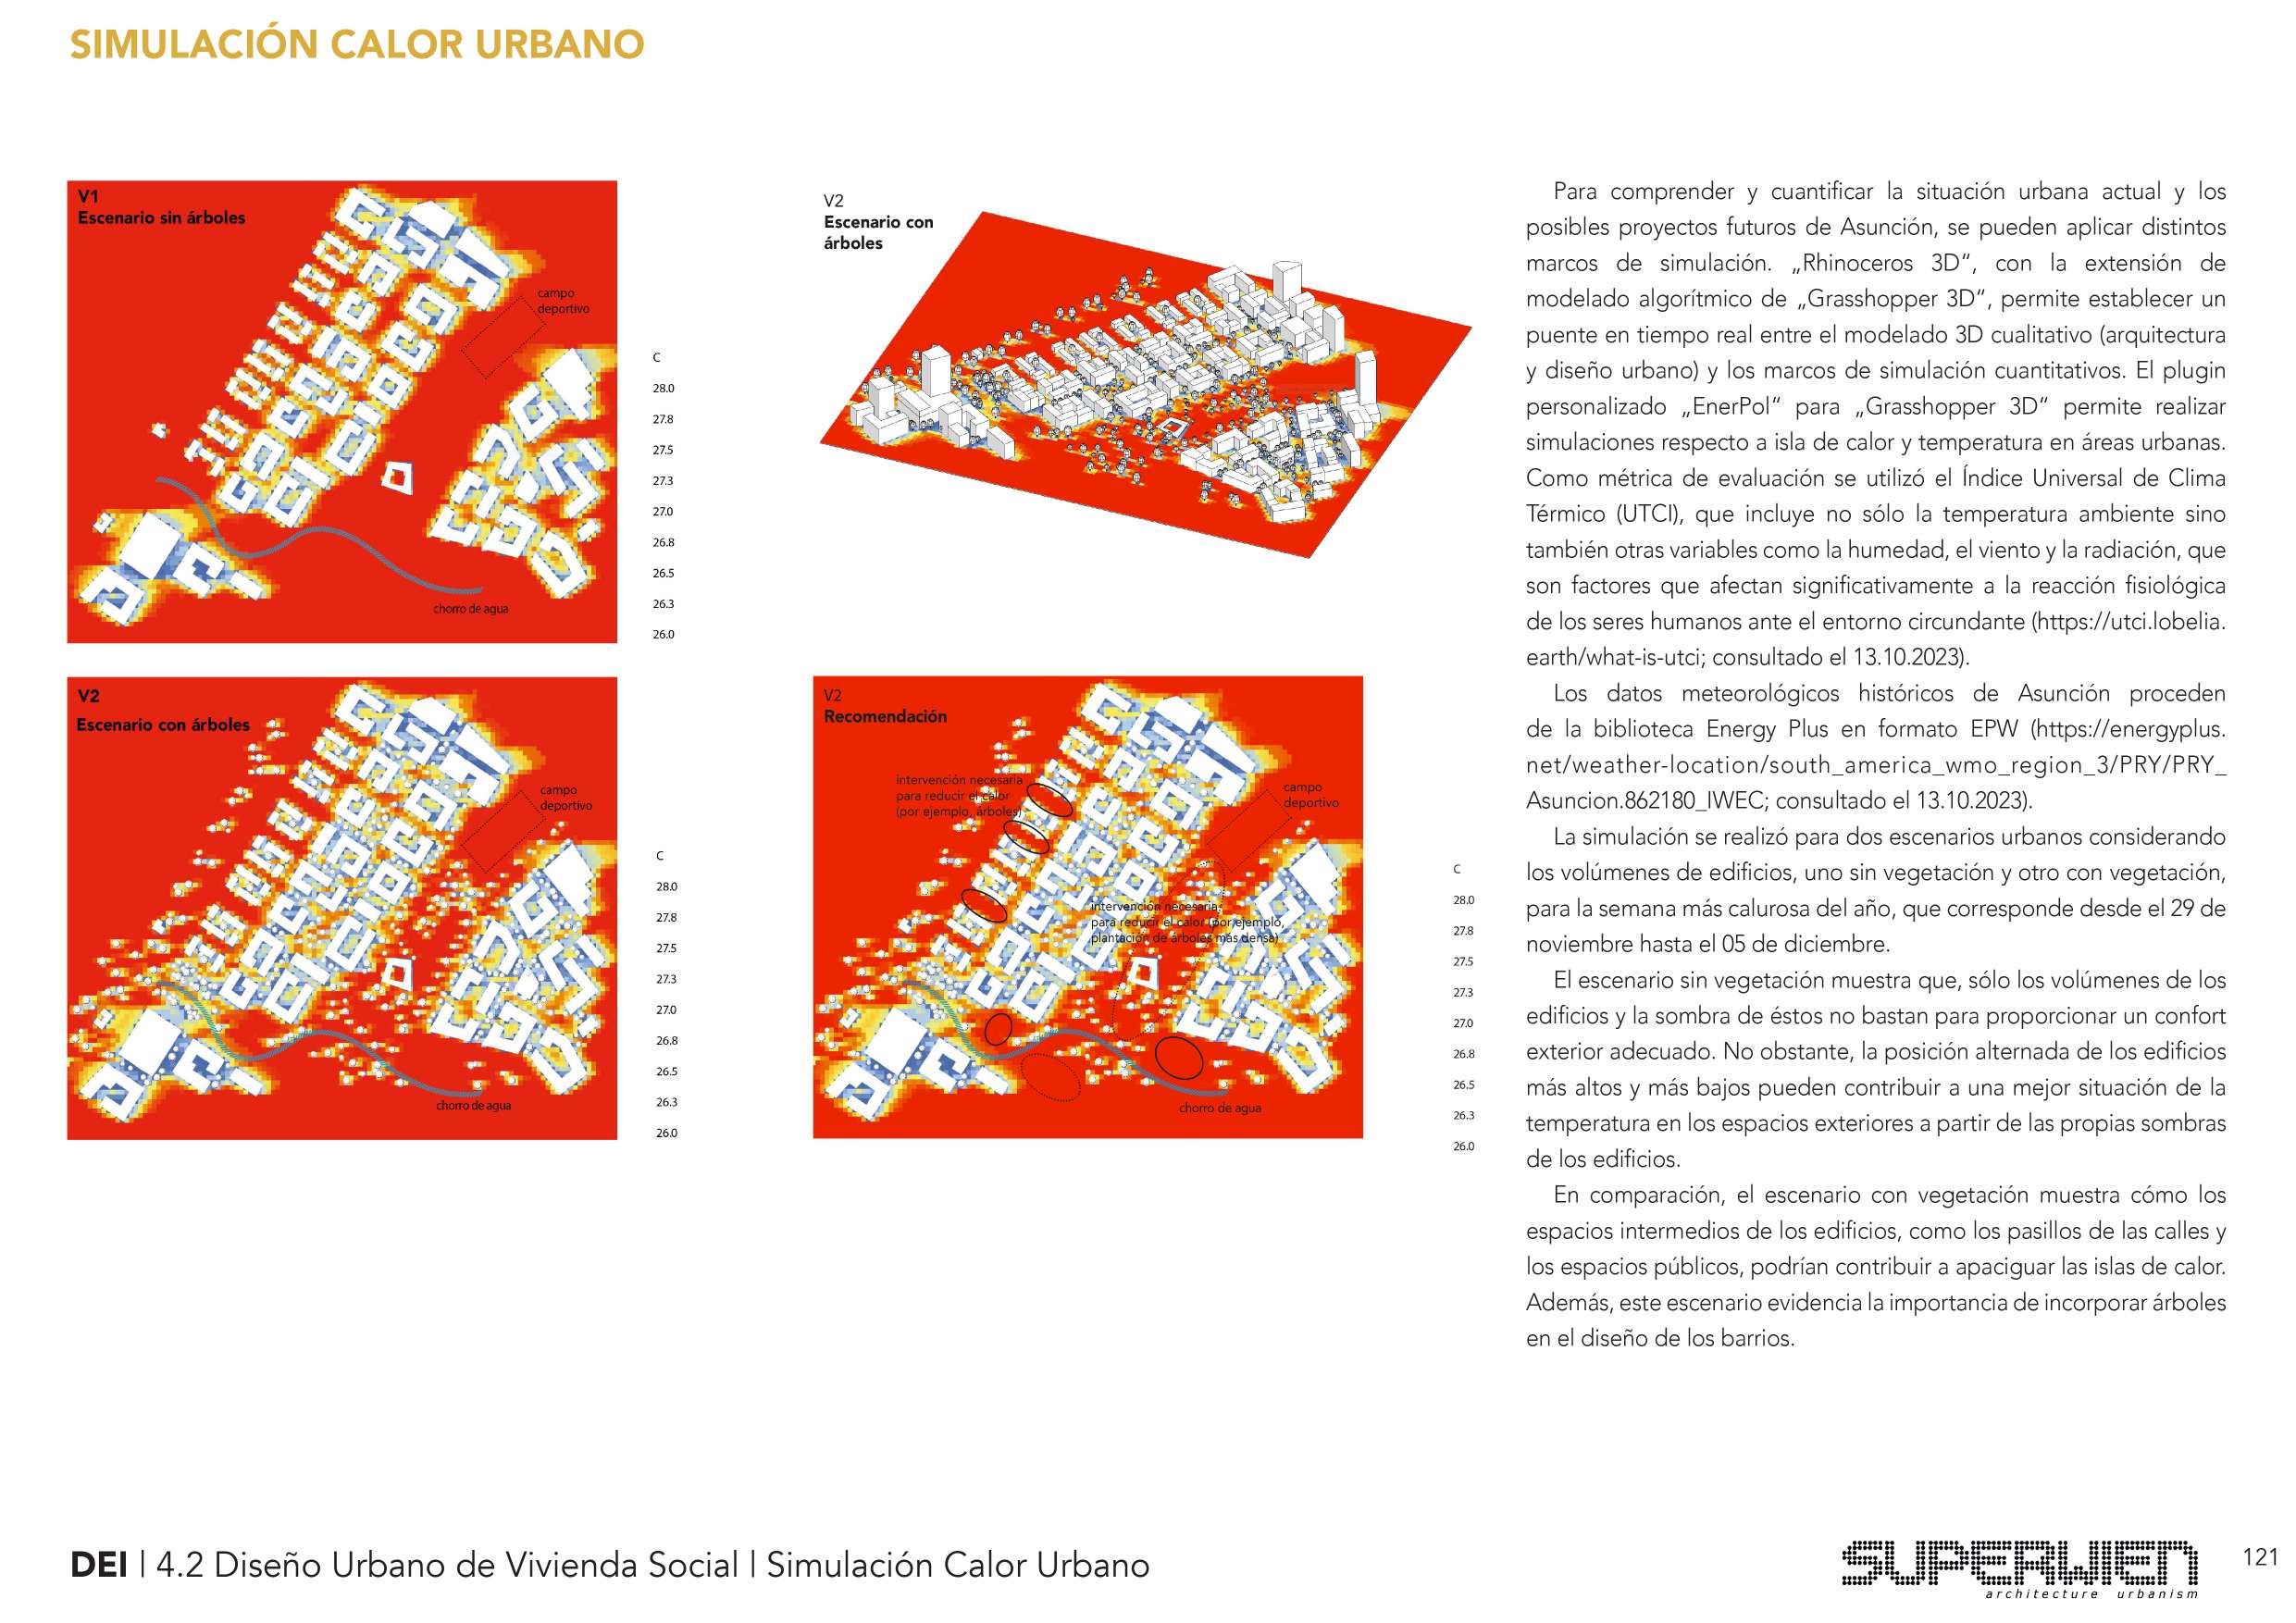 SIMULACIÓN CALOR URBANO
V1
Escenario sin árboles
campo
deportivo
chorro de agua
C
28.0
27.8
27.5
27.3
27.0
26.8
26.5
26.3
26.0
V2
Escenario con
árboles
V2
Escenario con árboles
campo
deportivo
chorro de agua
C
28.0
27.8
27.5
27.3
27.0
26.8
26.5
26.3
26.0
V2
Recomendación
intervención necesaria
para reducir el calor
(por ejemplo, árboles)
campo
deportivo
intervención necesaria
para reducir el calor (por ejemplo,
plantación de árboles más densa)
chorro de agua
C
28.0
27.8
27.5
27.3
27.0
26.8
26.5
26.3
26.0
Para comprender y cuantificar la situación urbana actual y los
posibles proyectos futuros de Asunción, se pueden aplicar distintos
marcos de simulación. „Rhinoceros 3D“, con la extensión de
modelado algorítmico de „Grasshopper 3D“, permite establecer un
puente en tiempo real entre el modelado 3D cualitativo (arquitectura
y diseño urbano) y los marcos de simulación cuantitativos. El plugin
personalizado „EnerPol“ para „Grasshopper 3D“ permite realizar
simulaciones respecto a isla de calor y temperatura en áreas urbanas.
Como métrica de evaluación se utilizó el Índice Universal de Clima
Térmico (UTCI), que incluye no sólo la temperatura ambiente sino
también otras variables como la humedad, el viento y la radiación, que
son factores que afectan significativamente a la reacción fisiológica
de los seres humanos ante el entorno circundante (https://utci.lobelia.
earth/what-is-utci; consultado el 13.10.2023).
Los datos meteorológicos históricos de Asunción proceden
de la biblioteca Energy Plus en formato EPW (https://energyplus.
net/weather-location/south_america_wmo_region_3/PRY/PRY_
Asuncion.862180_IWEC; consultado el 13.10.2023).
La simulación se realizó para dos escenarios urbanos considerando
los volúmenes de edificios, uno sin vegetación y otro con vegetación,
para la semana más calurosa del año, que corresponde desde el 29 de
noviembre hasta el 05 de diciembre.
El escenario sin vegetación muestra que, sólo los volúmenes de los
edificios y la sombra de éstos no bastan para proporcionar un confort
exterior adecuado. No obstante, la posición alternada de los edificios
más altos y más bajos pueden contribuir a una mejor situación de la
temperatura en los espacios exteriores a partir de las propias sombras
de los edificios.
En comparación, el escenario con vegetación muestra cómo los
espacios intermedios de los edificios, como los pasillos de las calles y
los espacios públicos, podrían contribuir a apaciguar las islas de calor.
Además, este escenario evidencia la importancia de incorporar árboles
en el diseño de los barrios.
DEI | 4.2 Diseño Urbano de Vivienda Social | Simulación Calor Urbano
SUPERWIEN
architecture urbanism
121